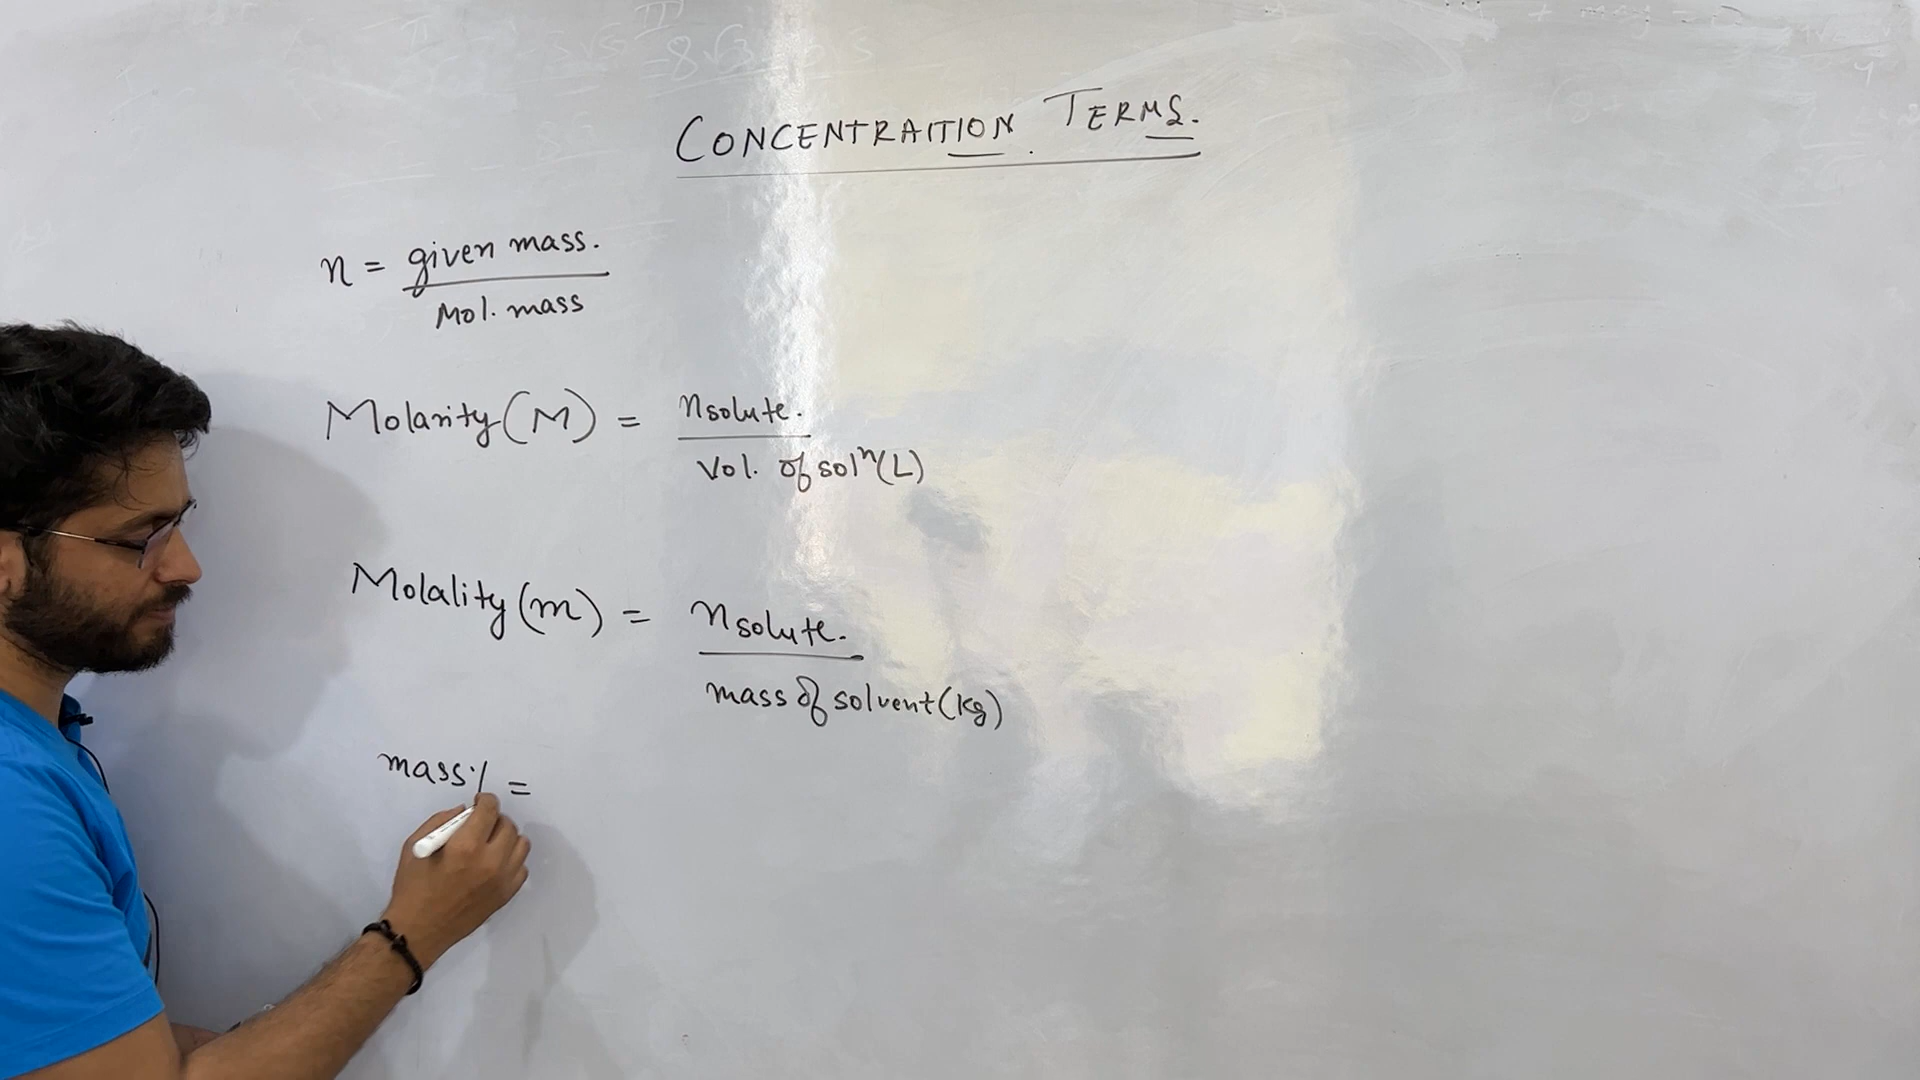 CONCENTRAITION TERMS.
n = given mass.
Mol. mass
Molarity (M) = nsolute.
Vol. of solⁿ(L)
Molality (m) = nsolute.
mass of solvent (kg)
mass% =